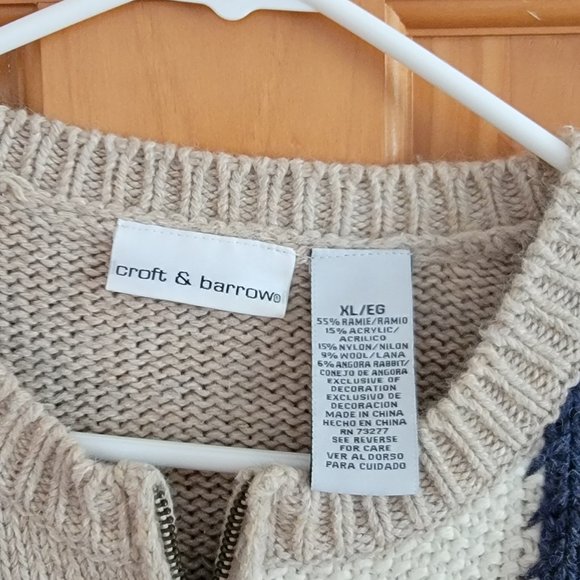 croft & barrow®
XL/EG
55% RAMIE/RAMIO
15% ACRYLIC/
ACRILICO
15% NYLON/NILON
9% WOOL/LANA
6% ANGORA RABBIT/
CONEJO DE ANGORA
EXCLUSIVE OF
DECORATION
EXCLUSIVO DE
DECORACION
MADE IN CHINA
HECHO EN CHINA
RN 73277
SEE REVERSE
FOR CARE
VER AL DORSO
PARA CUIDADO